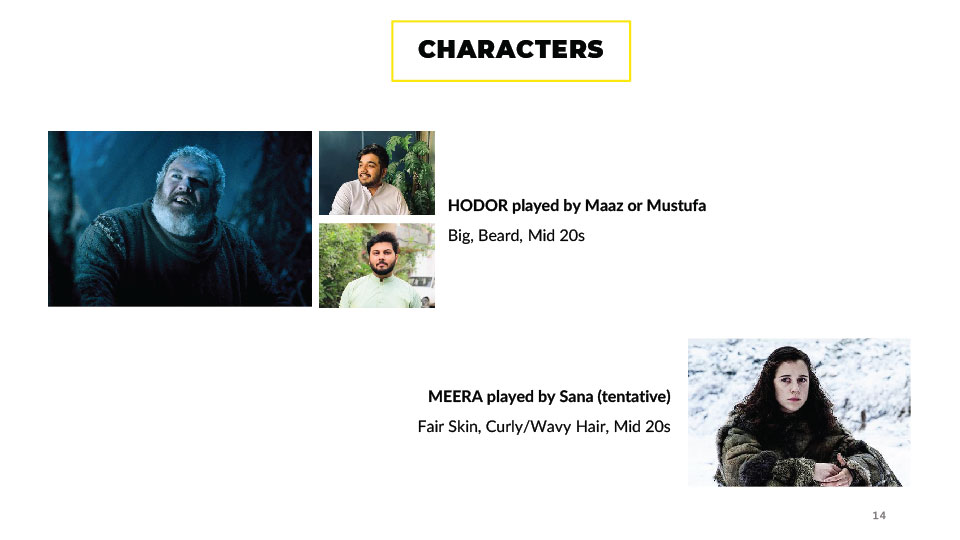 CHARACTERS
HODOR played by Maaz or Mustufa
Big, Beard, Mid 20s
MEERA played by Sana (tentative)
Fair Skin, Curly/Wavy Hair, Mid 20s
14